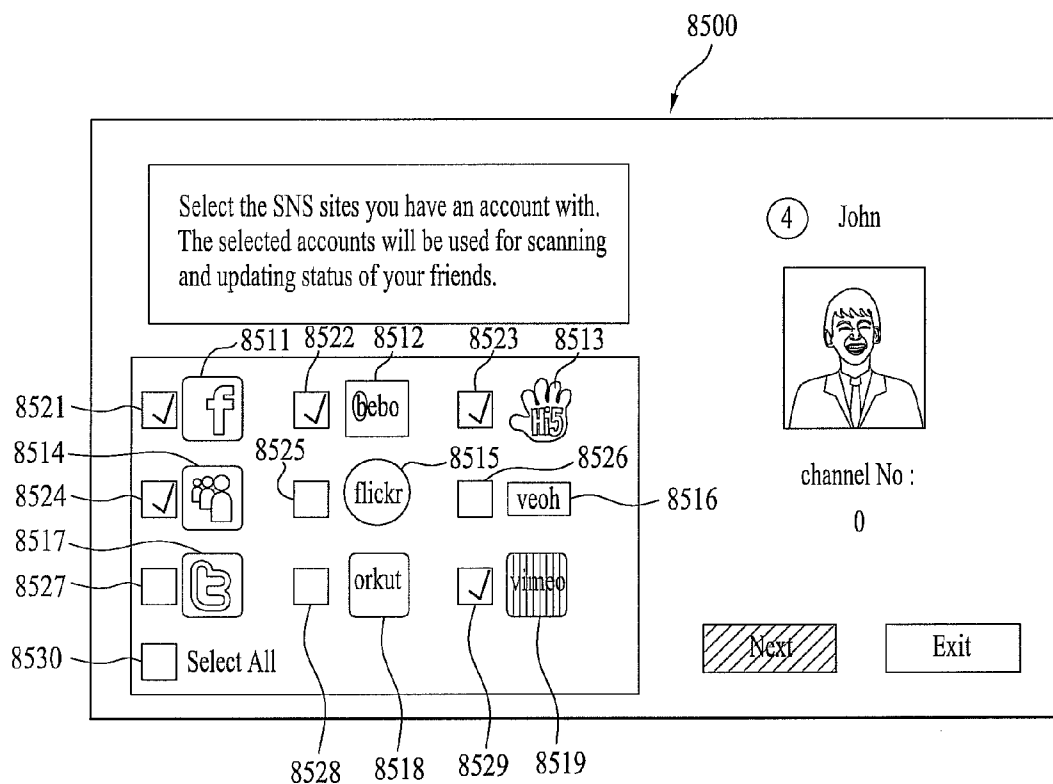 8500
Select the SNS sites you have an account with.
The selected accounts will be used for scanning
and updating status of your friends.
4 John
8511 8522 8512 8523 8513
8521 f bebo Hi5
8514 8525 8515 8526
8524 flickr veoh 8516
channel No :
0
8517
8527 t orkut vimeo
8530 Select All
Next Exit
8528 8518 8529 8519